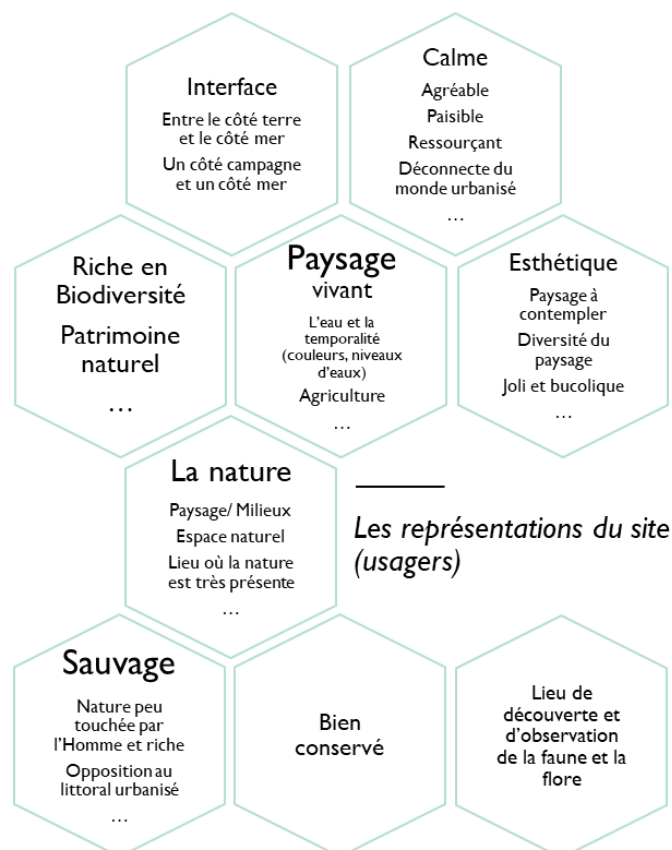 Interface
Entre le côté terre
et le côté mer
Un côté campagne
et un côté mer
Calme
Agréable
Paisible
Ressourçant
Déconnecte du
monde urbanisé
…
Riche en
Biodiversité
Patrimoine
naturel
…
Paysage
vivant
L'eau et la
temporalité
(couleurs, niveaux
d'eaux)
Agriculture
…
Esthétique
Paysage à
contempler
Diversité du
paysage
Joli et bucolique
…
La nature
Paysage/ Milieux
Espace naturel
Lieu où la nature
est très présente
…
Les représentations du site
(usagers)
Sauvage
Nature peu
touchée par
l'Homme et riche
Opposition au
littoral urbanisé
…
Bien
conservé
Lieu de
découverte et
d'observation
de la faune et la
flore